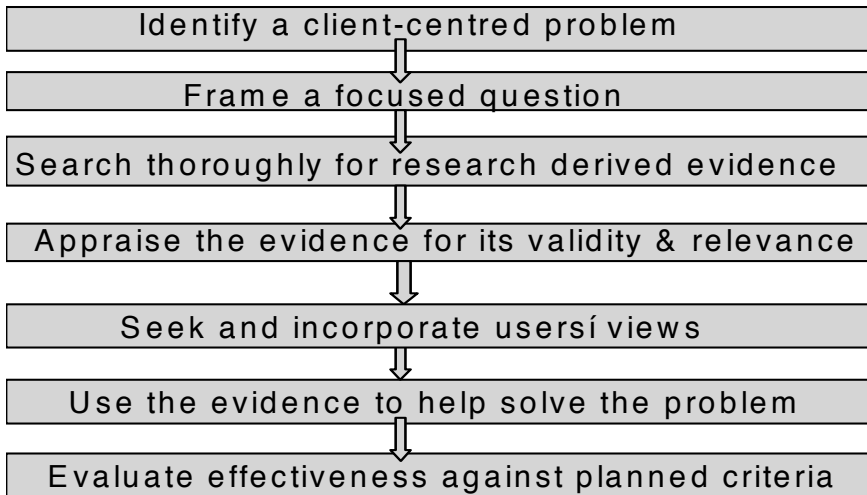 Identify a client-centred problem
Frame a focused question
Search thoroughly for research derived evidence
Appraise the evidence for its validity & relevance
Seek and incorporate usersí views
Use the evidence to help solve the problem
Evaluate effectiveness against planned criteria